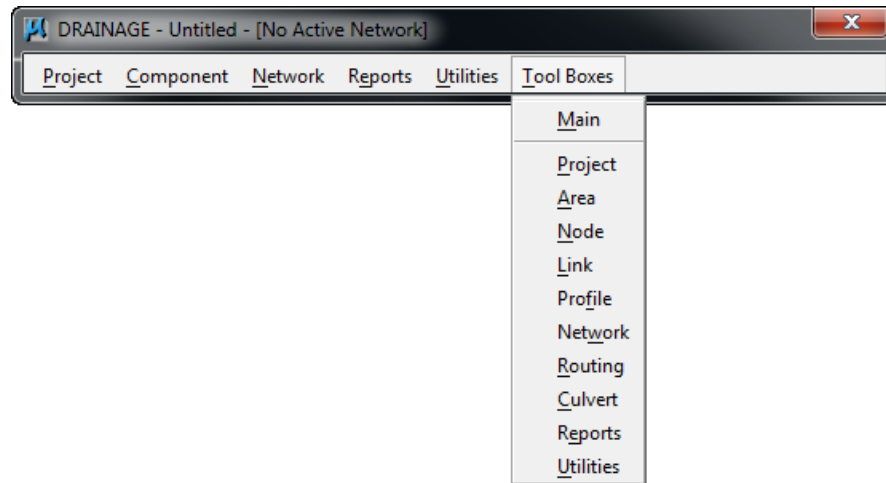 DRAINAGE - Untitled - [No Active Network]
Project Component Network Reports Utilities Tool Boxes
Main
Project
Area
Node
Link
Profile
Network
Routing
Culvert
Reports
Utilities